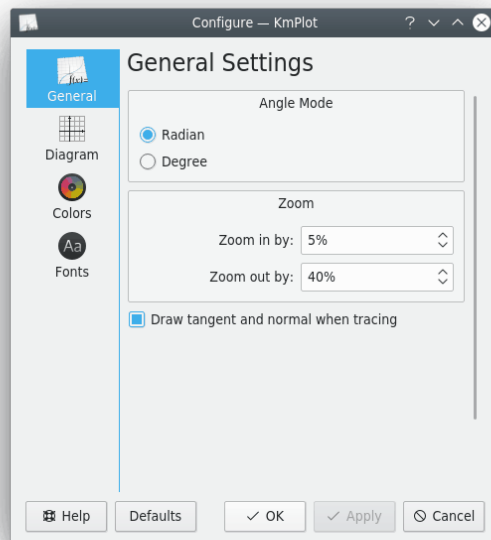 Configure — KmPlot
?
General Settings
f(x)=
General
Diagram
Colors
Aa
Fonts
Angle Mode
Radian
Degree
Zoom
Zoom in by: 5%
Zoom out by: 40%
Draw tangent and normal when tracing
Help Defaults OK Apply Cancel